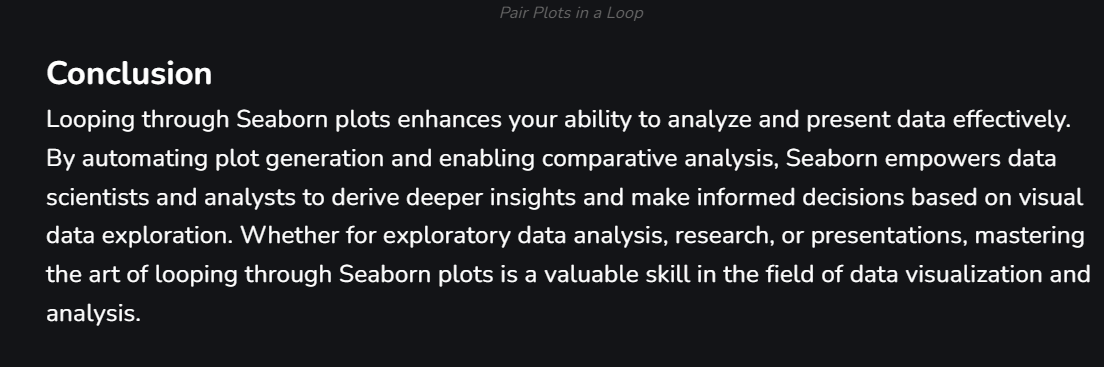 Pair Plots in a Loop
Conclusion
Looping through Seaborn plots enhances your ability to analyze and present data effectively.
By automating plot generation and enabling comparative analysis, Seaborn empowers data
scientists and analysts to derive deeper insights and make informed decisions based on visual
data exploration. Whether for exploratory data analysis, research, or presentations, mastering
the art of looping through Seaborn plots is a valuable skill in the field of data visualization and
analysis.